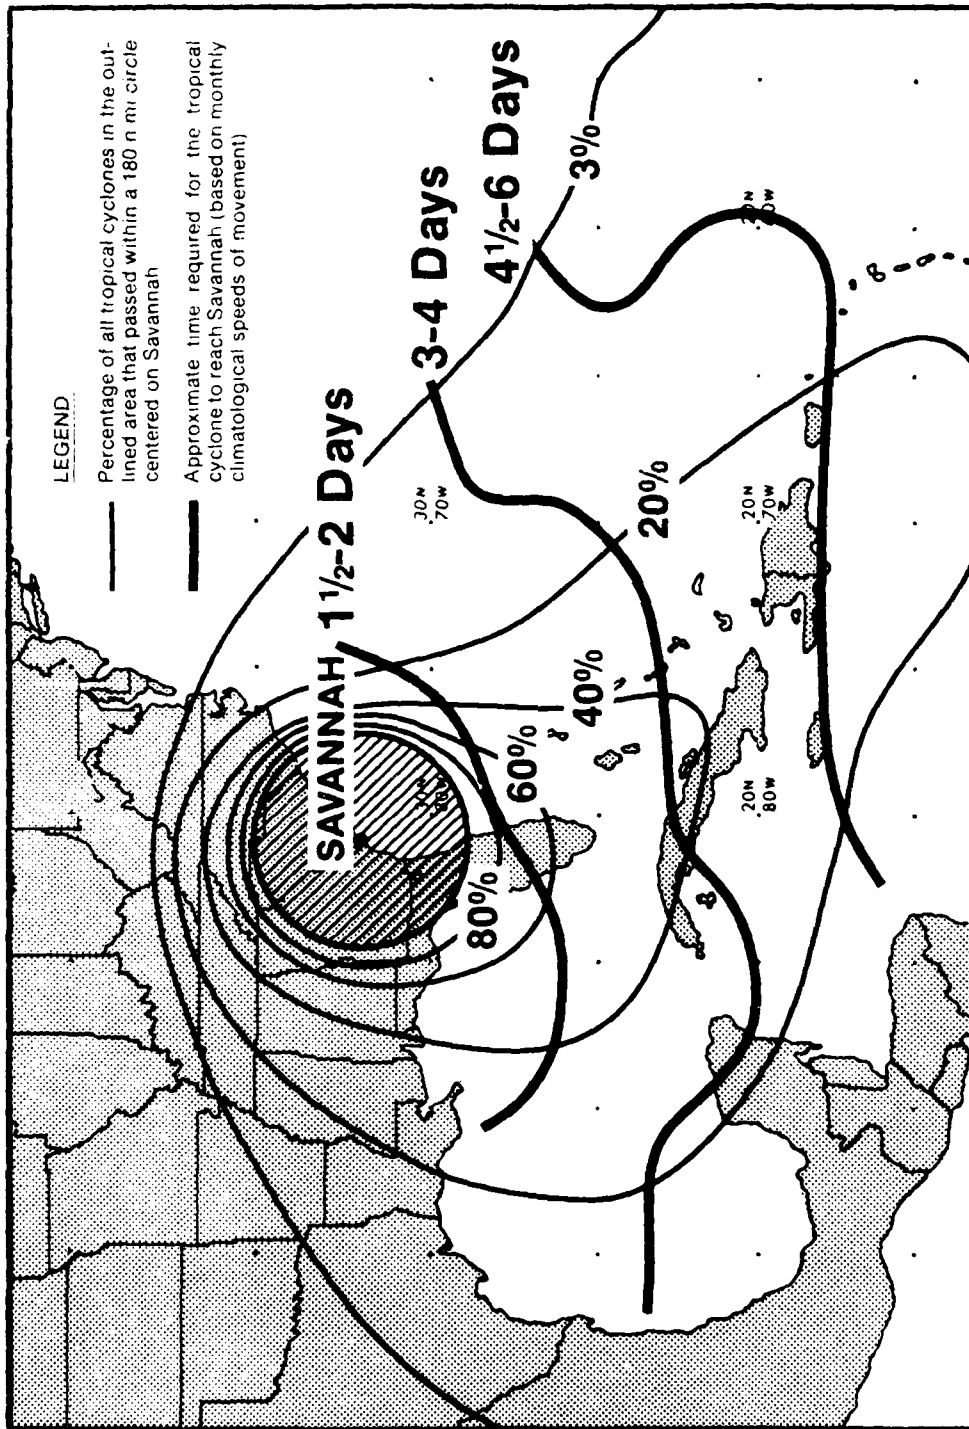 LEGEND
Percentage of all tropical cyclones in the out-
lined area that passed within a 180 n mi circle
centered on Savannah
Approximate time required for the tropical
cyclone to reach Savannah (based on monthly
climatological speeds of movement)
SAVANNAH
1½-2 Days
3-4 Days
4½-6 Days
3%
20%
40%
60%
80%
30N
70W
20N
70W
20N
80W